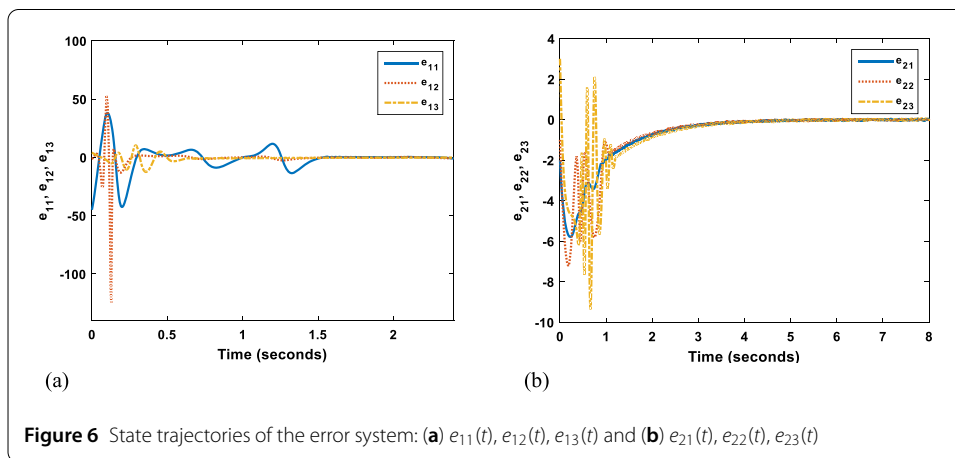 100
50
0
-50
-100
0 0.5 1 1.5 2
Time (seconds)
e11, e12, e13
e11
e12
e13
(a)
4
2
0
-2
-4
-6
-8
-10
0 1 2 3 4 5 6 7 8
Time (seconds)
e21, e22, e23
e21
e22
e23
(b)
Figure 6 State trajectories of the error system: (a) e11(t), e12(t), e13(t) and (b) e21(t), e22(t), e23(t)